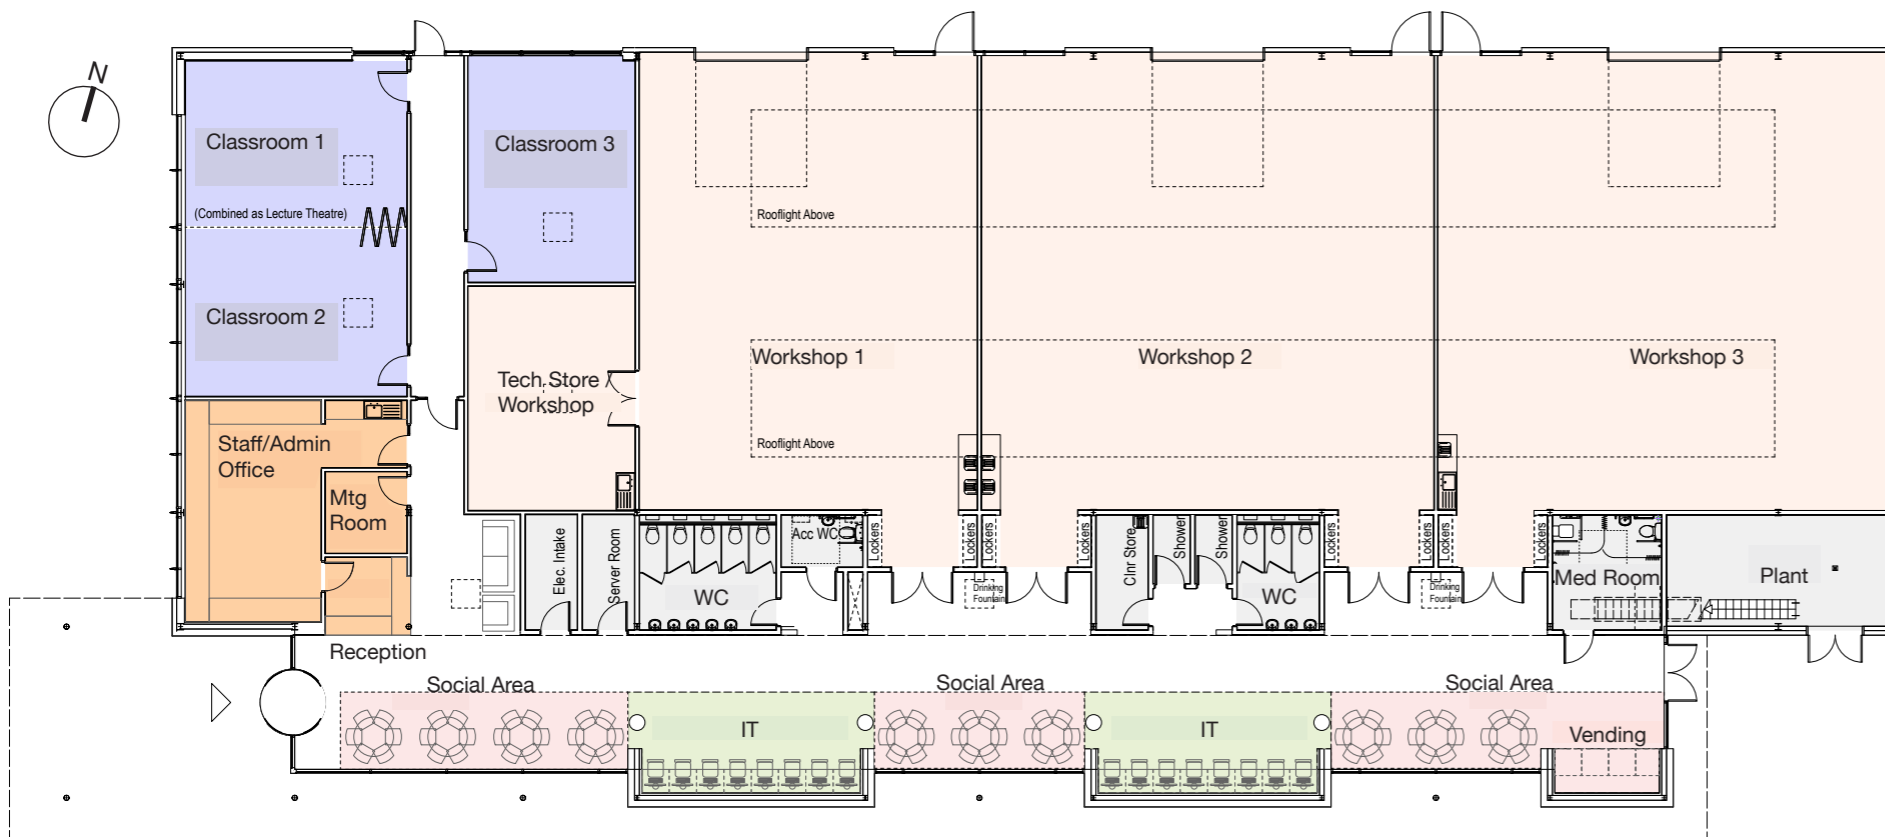 N
Classroom 1
Classroom 3
(Combined as Lecture Theatre)
Rooflight Above
Classroom 2
Workshop 1
Workshop 2
Workshop 3
Tech Store /
Workshop
Rooflight Above
Staff/Admin
Office
Mtg
Room
Elec. Intake
Server Room
WC
Acc WC
Lockers
Lockers
Lockers
Lockers
Drinking
Fountain
Clnr Store
Shower
Shower
WC
Lockers
Lockers
Lockers
Drinking
Fountain
Med Room
Plant
Reception
Social Area
Social Area
Social Area
IT
IT
Vending